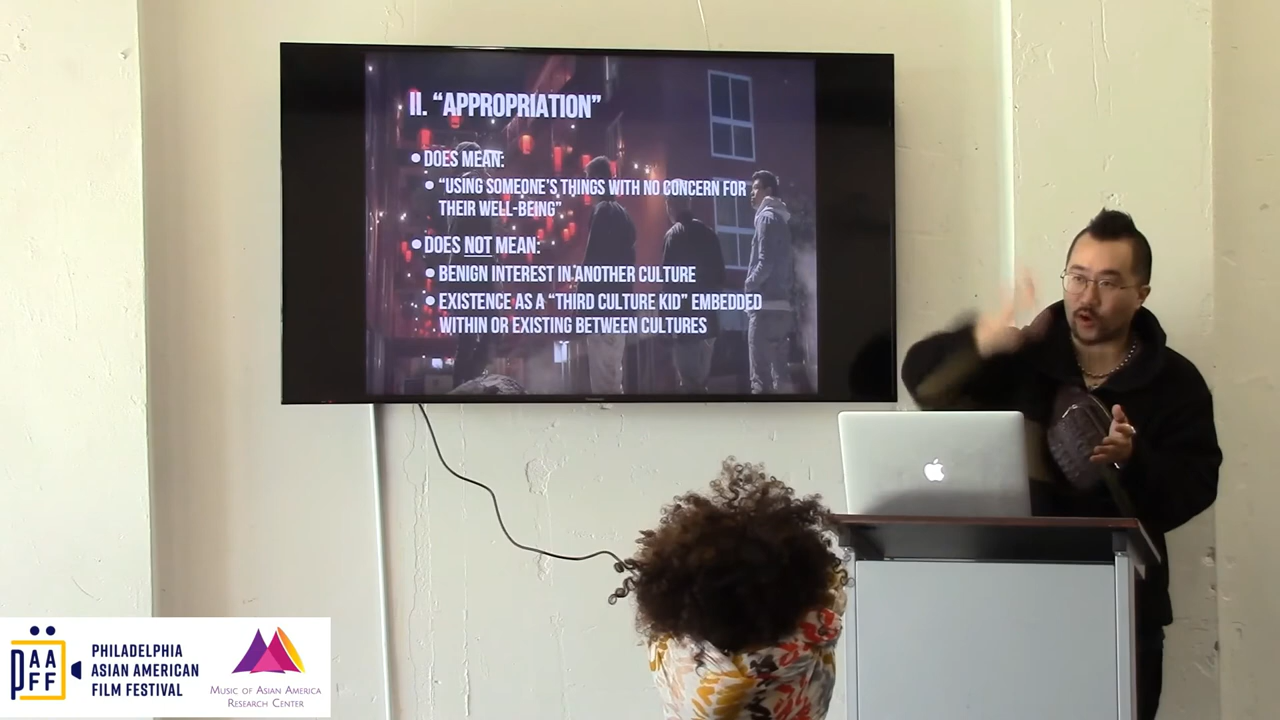 II. “APPROPRIATION”
• DOES MEAN:
• “USING SOMEONE’S THINGS WITH NO CONCERN FOR
THEIR WELL-BEING”
• DOES NOT MEAN:
• BENIGN INTEREST IN ANOTHER CULTURE
• EXISTENCE AS A “THIRD CULTURE KID” EMBEDDED
WITHIN OR EXISTING BETWEEN CULTURES
PAAFF
PHILADELPHIA
ASIAN AMERICAN
FILM FESTIVAL
MUSIC OF ASIAN AMERICA
RESEARCH CENTER